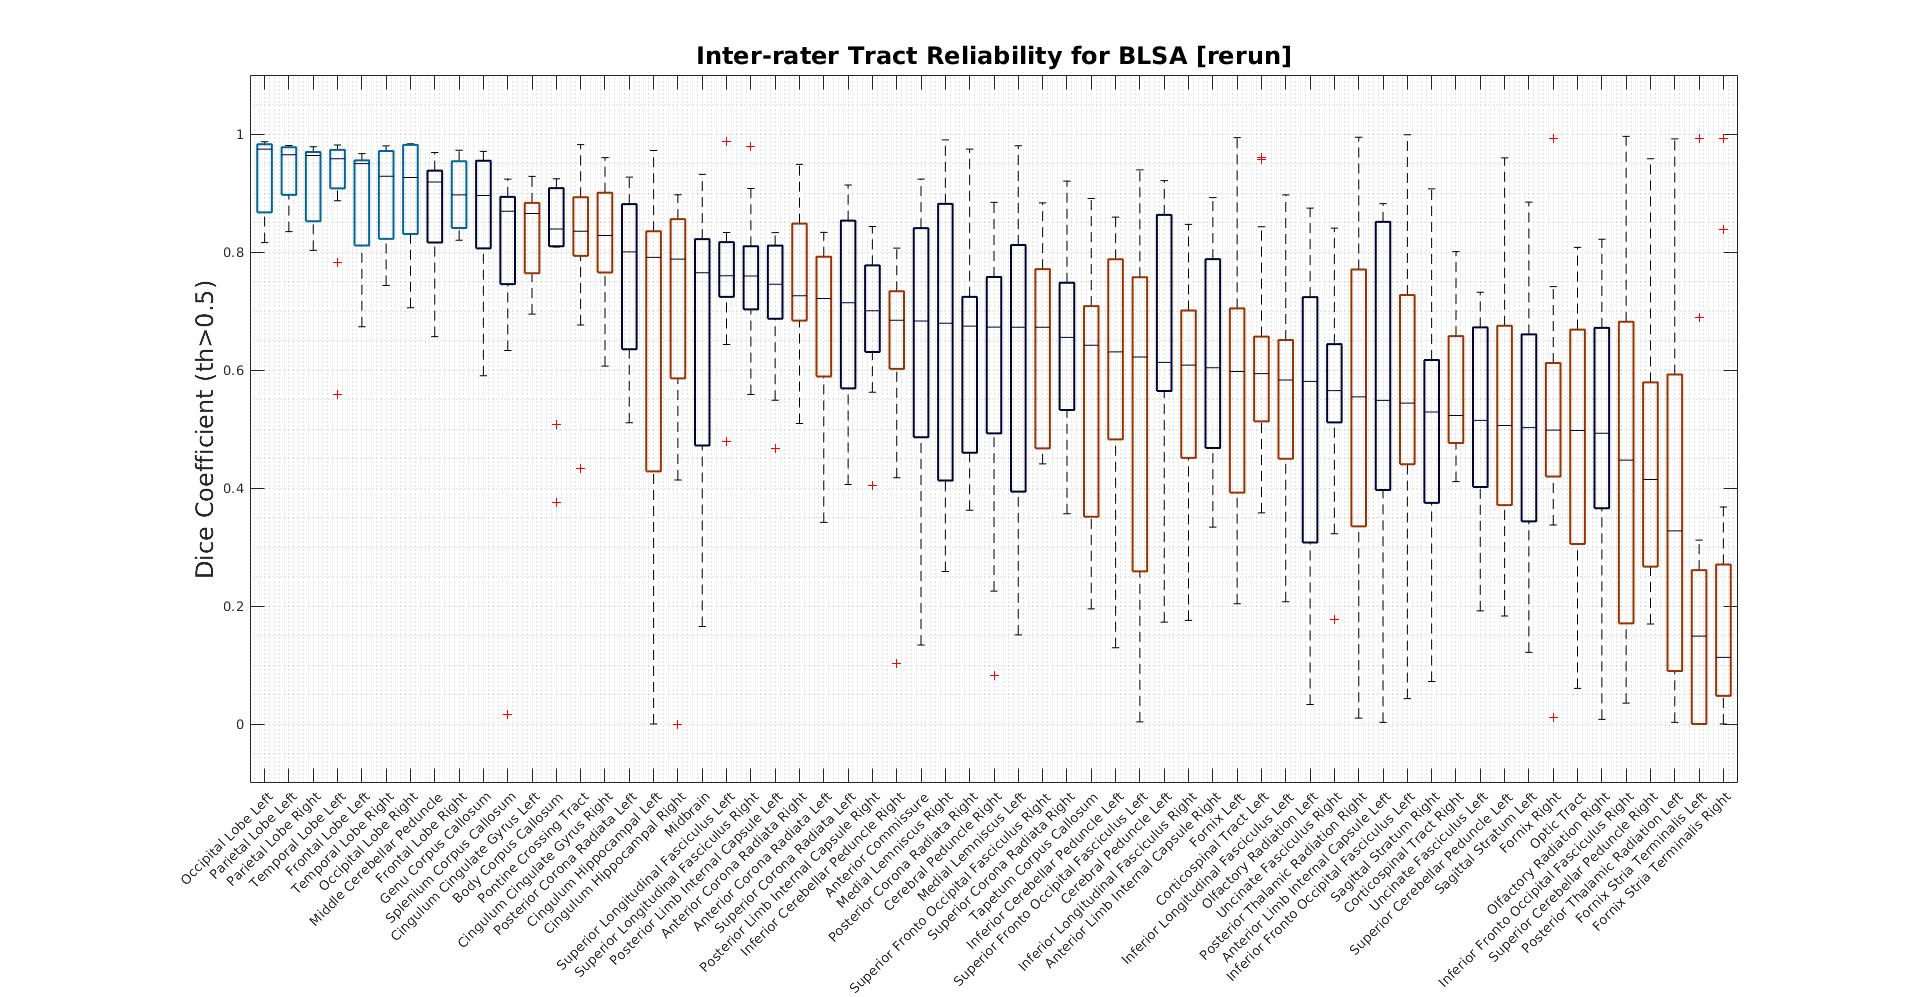 Inter-rater Tract Reliability for BLSA [rerun]
Dice Coefficient (th>0.5)
1
0.8
0.6
0.4
0.2
0
Occipital Lobe Left
Parietal Lobe Left
Parietal Lobe Right
Temporal Lobe Left
Frontal Lobe Left
Temporal Lobe Right
Occipital Lobe Right
Middle Cerebellar Peduncle
Frontal Lobe Right
Genu Corpus Callosum
Splenium Corpus Callosum
Cingulum Cingulate Gyrus Left
Body Corpus Callosum
Pontine Crossing Tract
Cingulum Cingulate Gyrus Right
Posterior Corona Radiata Left
Cingulum Hippocampal Left
Cingulum Hippocampal Right
Midbrain
Superior Longitudinal Fasciculus Left
Superior Longitudinal Fasciculus Right
Posterior Limb Internal Capsule Left
Anterior Corona Radiata Right
Anterior Corona Radiata Left
Superior Corona Radiata Left
Posterior Limb Internal Capsule Right
Inferior Cerebellar Peduncle Right
Anterior Commissure
Medial Lemniscus Right
Posterior Corona Radiata Right
Cerebral Peduncle Right
Medial Lemniscus Left
Superior Fronto Occipital Fasciculus Right
Superior Corona Radiata Right
Tapetum Corpus Callosum
Inferior Cerebellar Peduncle Left
Superior Fronto Occipital Fasciculus Left
Cerebral Peduncle Left
Inferior Longitudinal Fasciculus Right
Anterior Limb Internal Capsule Right
Fornix Left
Corticospinal Tract Left
Inferior Longitudinal Fasciculus Left
Olfactory Radiation Left
Uncinate Fasciculus Right
Posterior Thalamic Radiation Right
Anterior Limb Internal Capsule Left
Inferior Fronto Occipital Fasciculus Left
Sagittal Stratum Right
Corticospinal Tract Right
Uncinate Fasciculus Left
Superior Cerebellar Peduncle Left
Sagittal Stratum Left
Fornix Right
Optic Tract
Olfactory Radiation Right
Inferior Fronto Occipital Fasciculus Right
Superior Cerebellar Peduncle Right
Posterior Thalamic Radiation Left
Fornix Stria Terminalis Left
Fornix Stria Terminalis Right